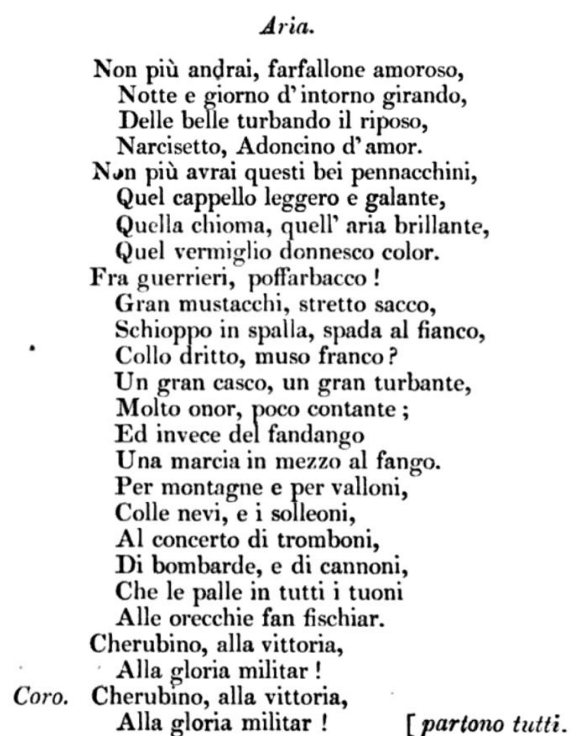 Aria.
Non più andrai, farfallone amoroso,
Notte e giorno d'intorno girando,
Delle belle turbando il riposo,
Narcisetto, Adoncino d'amor.
Non più avrai questi bei pennacchini,
Quel cappello leggero e galante,
Quella chioma, quell' aria brillante,
Quel vermiglio donnesco color.
Fra guerrieri, poffarbacco !
Gran mustacchi, stretto sacco,
Schioppo in spalla, spada al fianco,
Collo dritto, muso franco ?
Un gran casco, un gran turbante,
Molto onor, poco contante ;
Ed invece del fandango
Una marcia in mezzo al fango.
Per montagne e per valloni,
Colle nevi, e i solleoni,
Al concerto di tromboni,
Di bombarde, e di cannoni,
Che le palle in tutti i tuoni
Alle orecchie fan fischiar.
Cherubino, alla vittoria,
Alla gloria militar !
Coro. Cherubino, alla vittoria,
Alla gloria militar ! [ partono tutti.